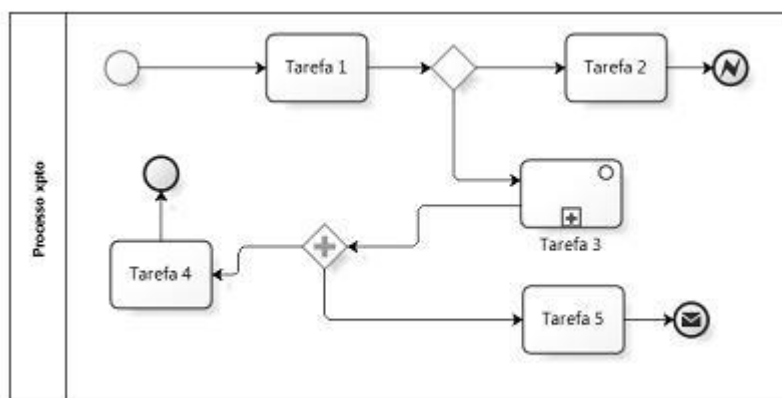 Processo xpto
Tarefa 1
Tarefa 2
Tarefa 3
Tarefa 4
Tarefa 5